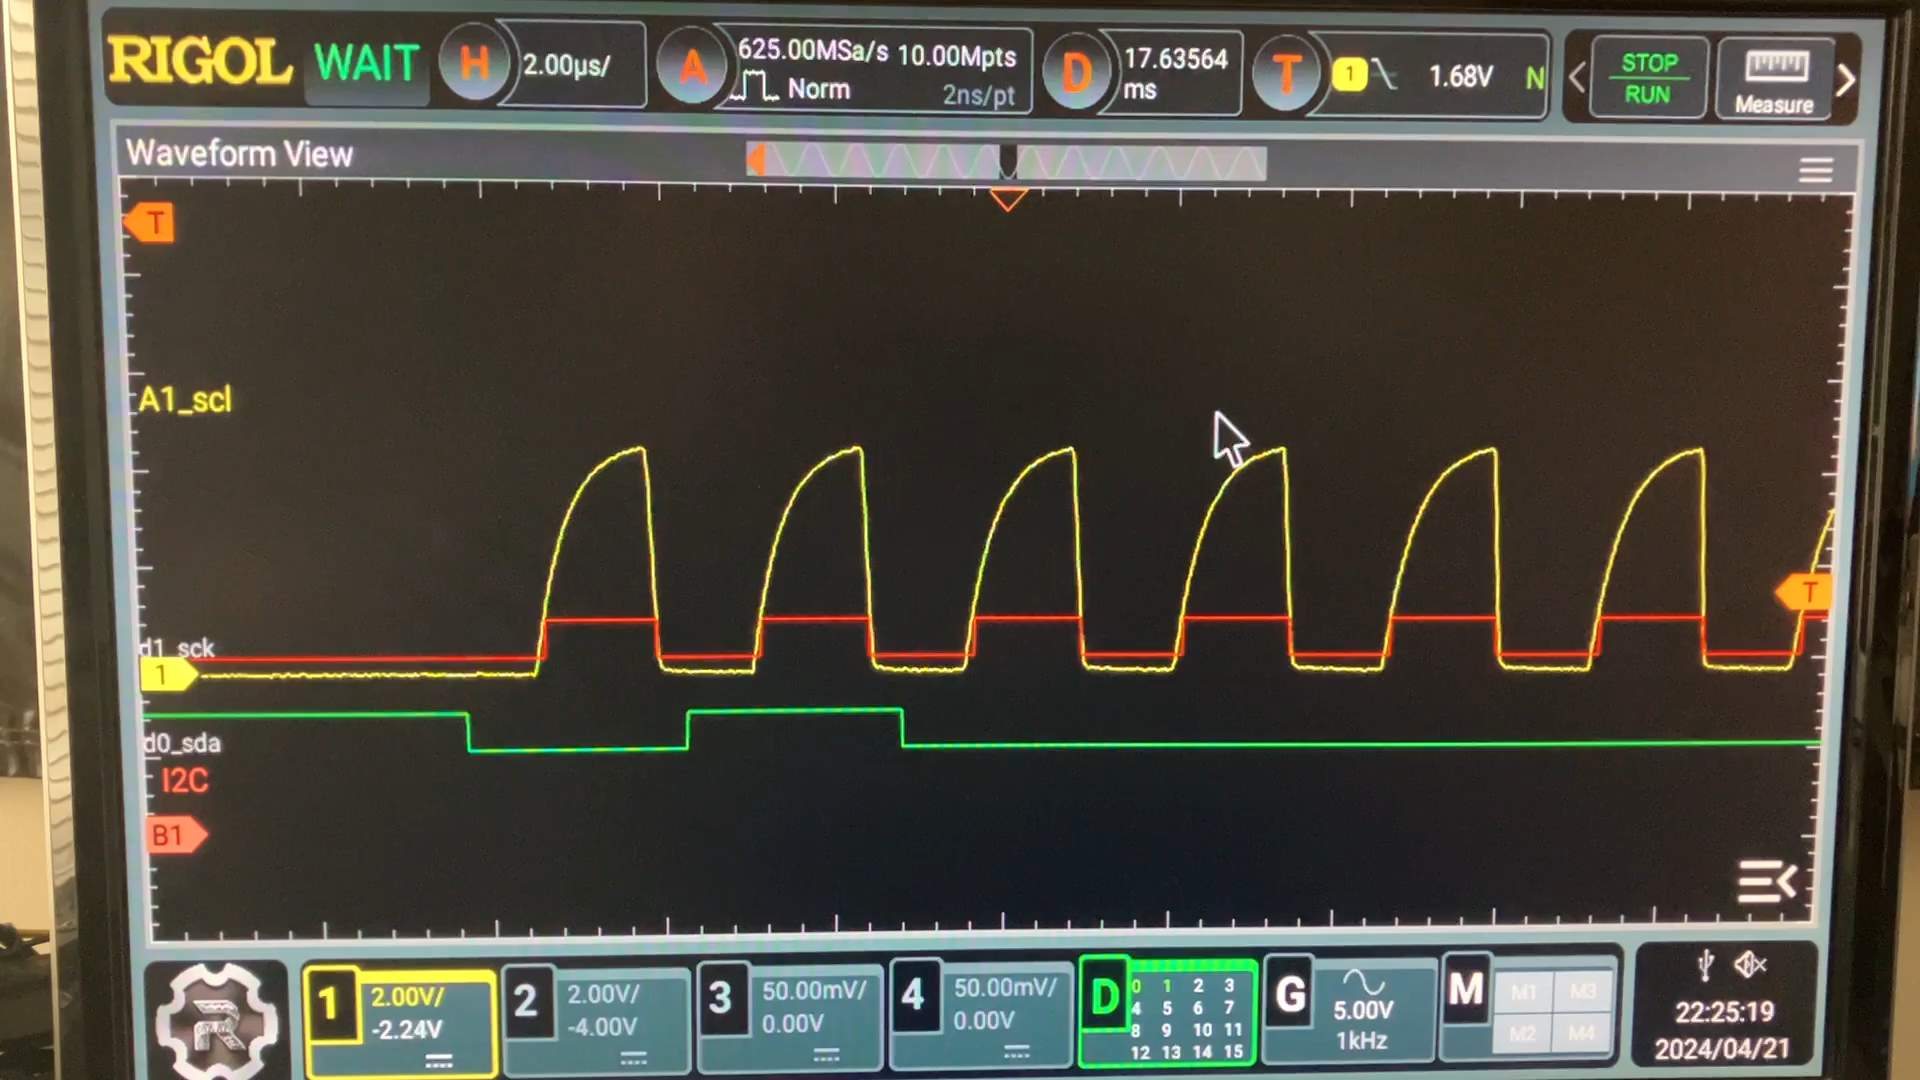 RIGOL WAIT H 2.00µs/ A 625.00MSa/s 10.00Mpts D 17.63564 T 1 1.68V N STOP
Norm 2ns/pt ms RUN Measure
Waveform View
T
A1_scl
T
d1_sck
1
d0_sda
I2C
B1
1 2.00V/ 2 2.00V/ 3 50.00mV/ 4 50.00mV/ D 0 1 2 3 G 5.00V M M1 M3
-2.24V -4.00V 0.00V 0.00V 4 5 6 7 1kHz M2 M4
8 9 10 11
12 13 14 15
R
22:25:19
2024/04/21